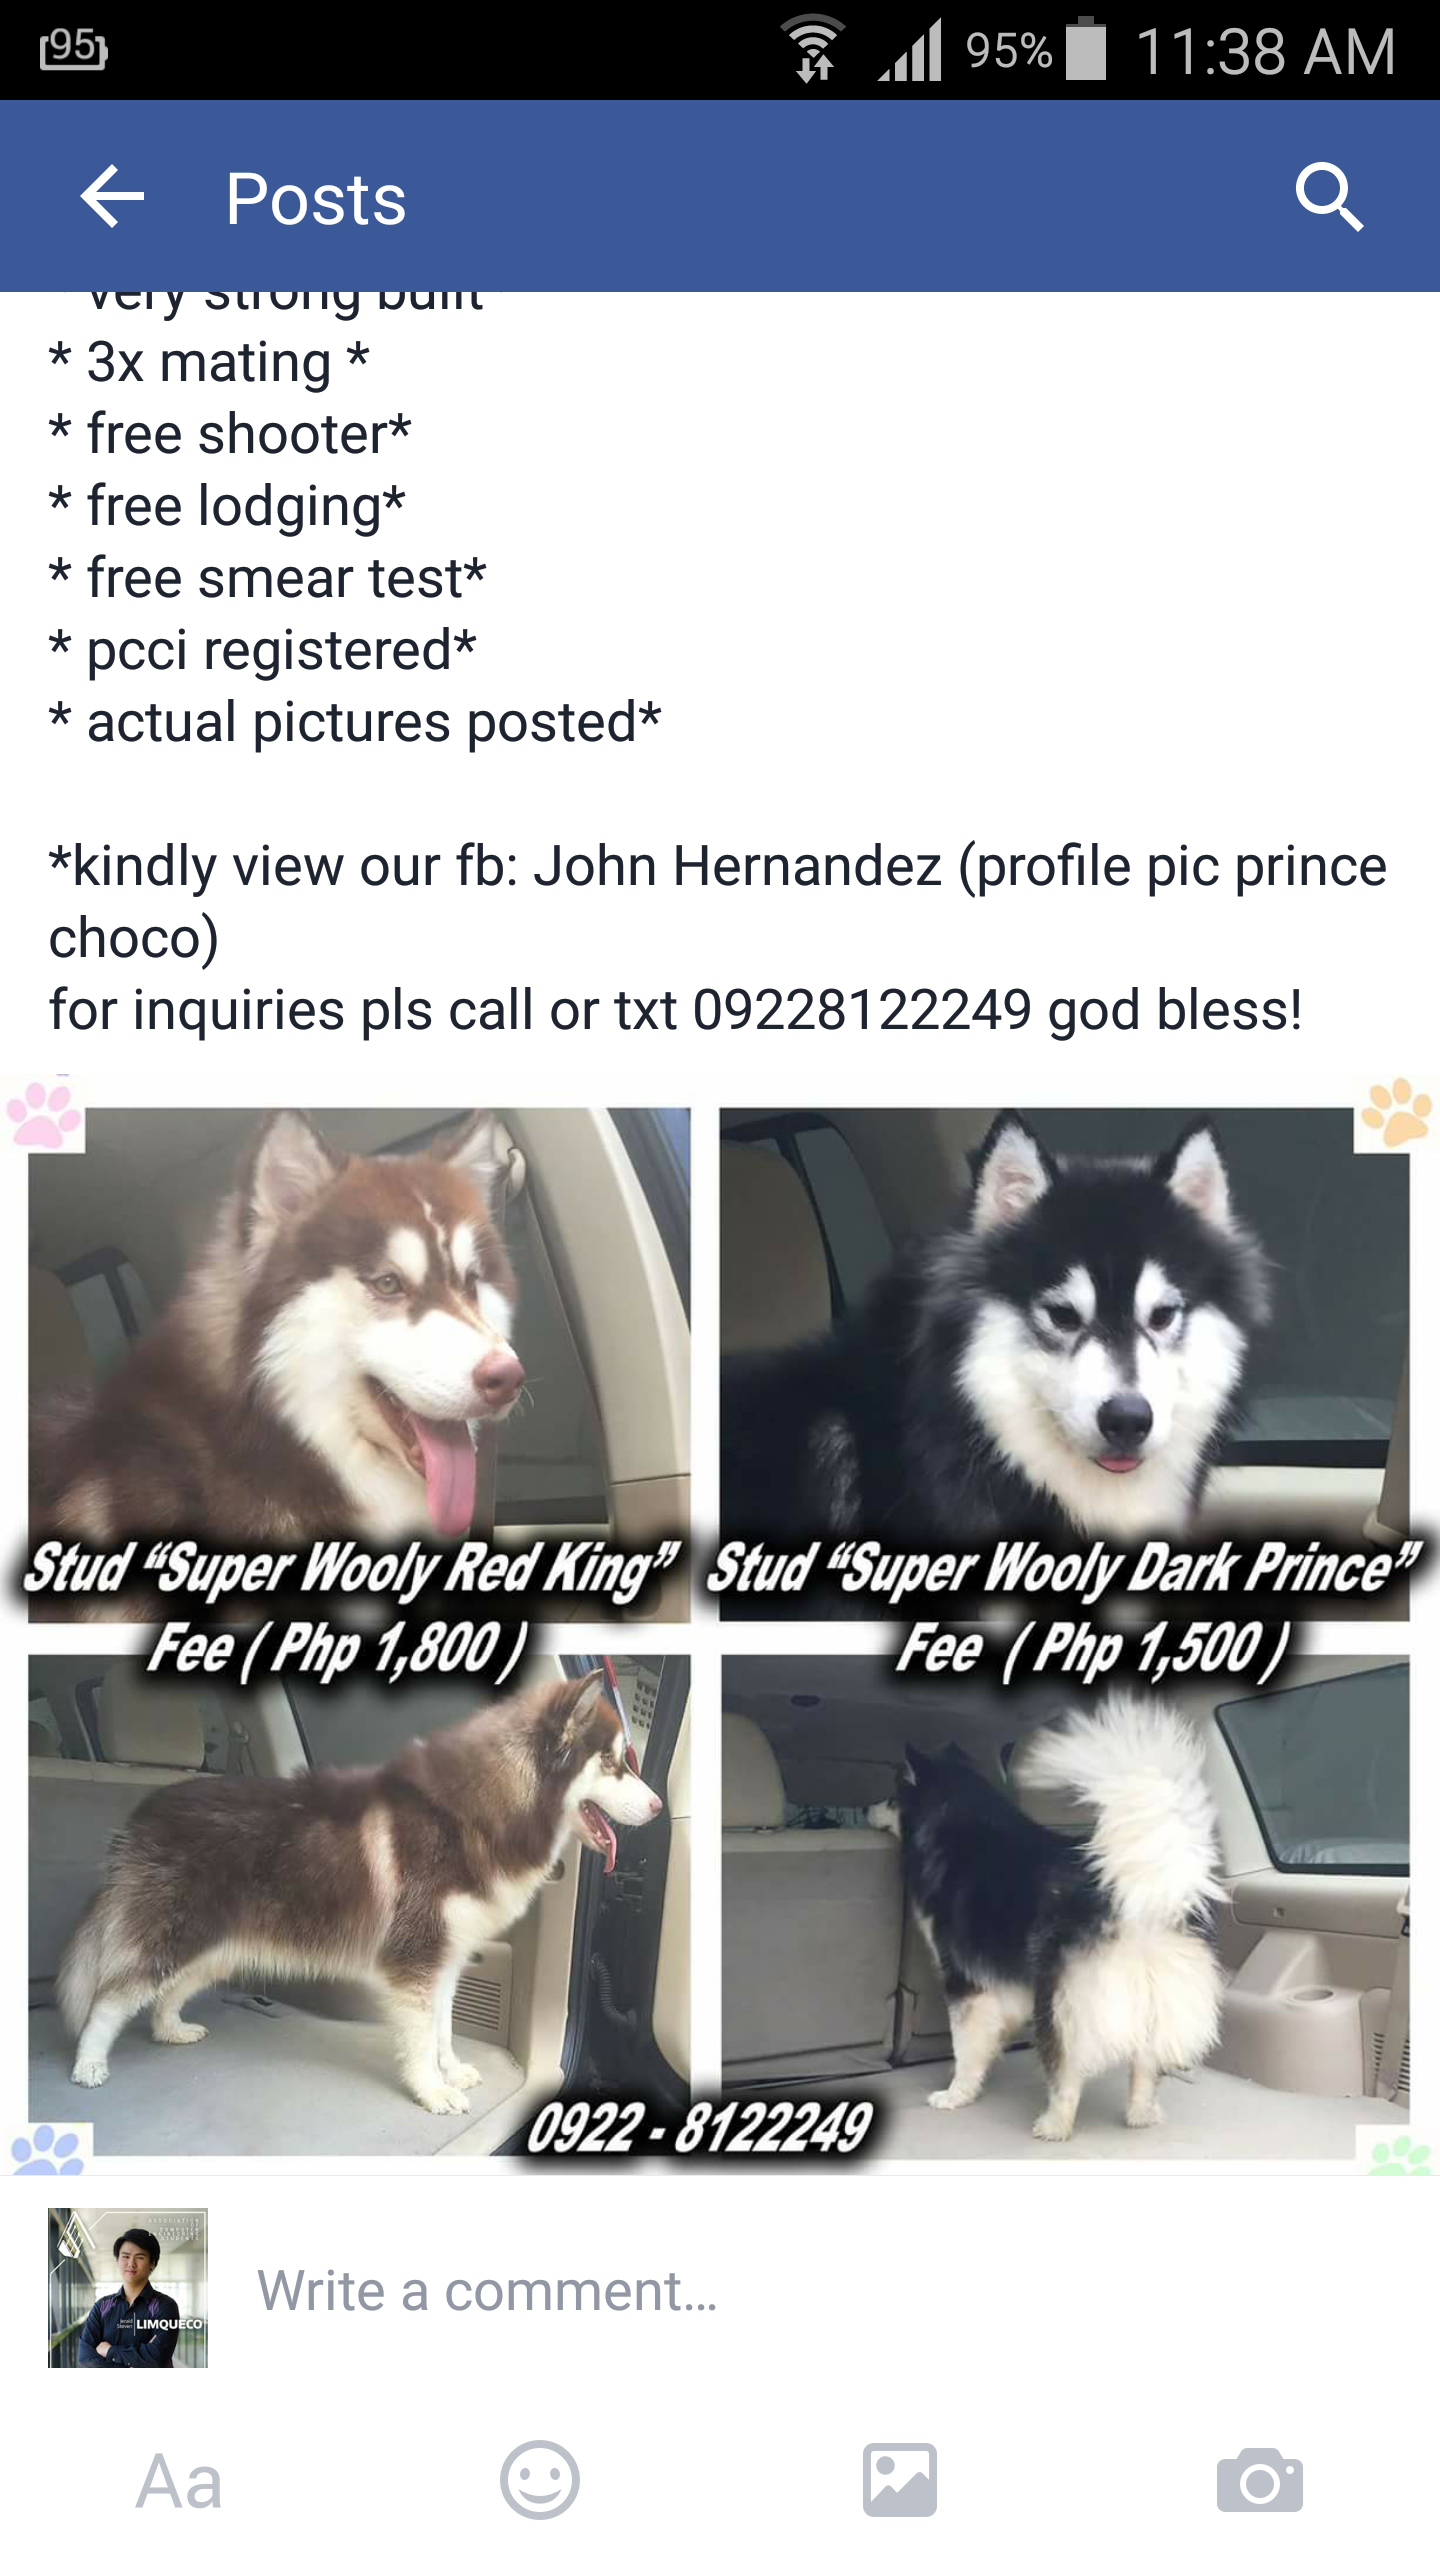 95
95% 11:38 AM
Posts
* very strong built
* 3x mating *
* free shooter*
* free lodging*
* free smear test*
* pcci registered*
* actual pictures posted*
*kindly view our fb: John Hernandez (profile pic prince
choco)
for inquiries pls call or txt 09228122249 god bless!
Stud “Super Wooly Red King”
Fee ( Php 1,800 )
Stud “Super Wooly Dark Prince”
Fee ( Php 1,500 )
0922 - 8122249
LIMQUECO
Write a comment…
Aa